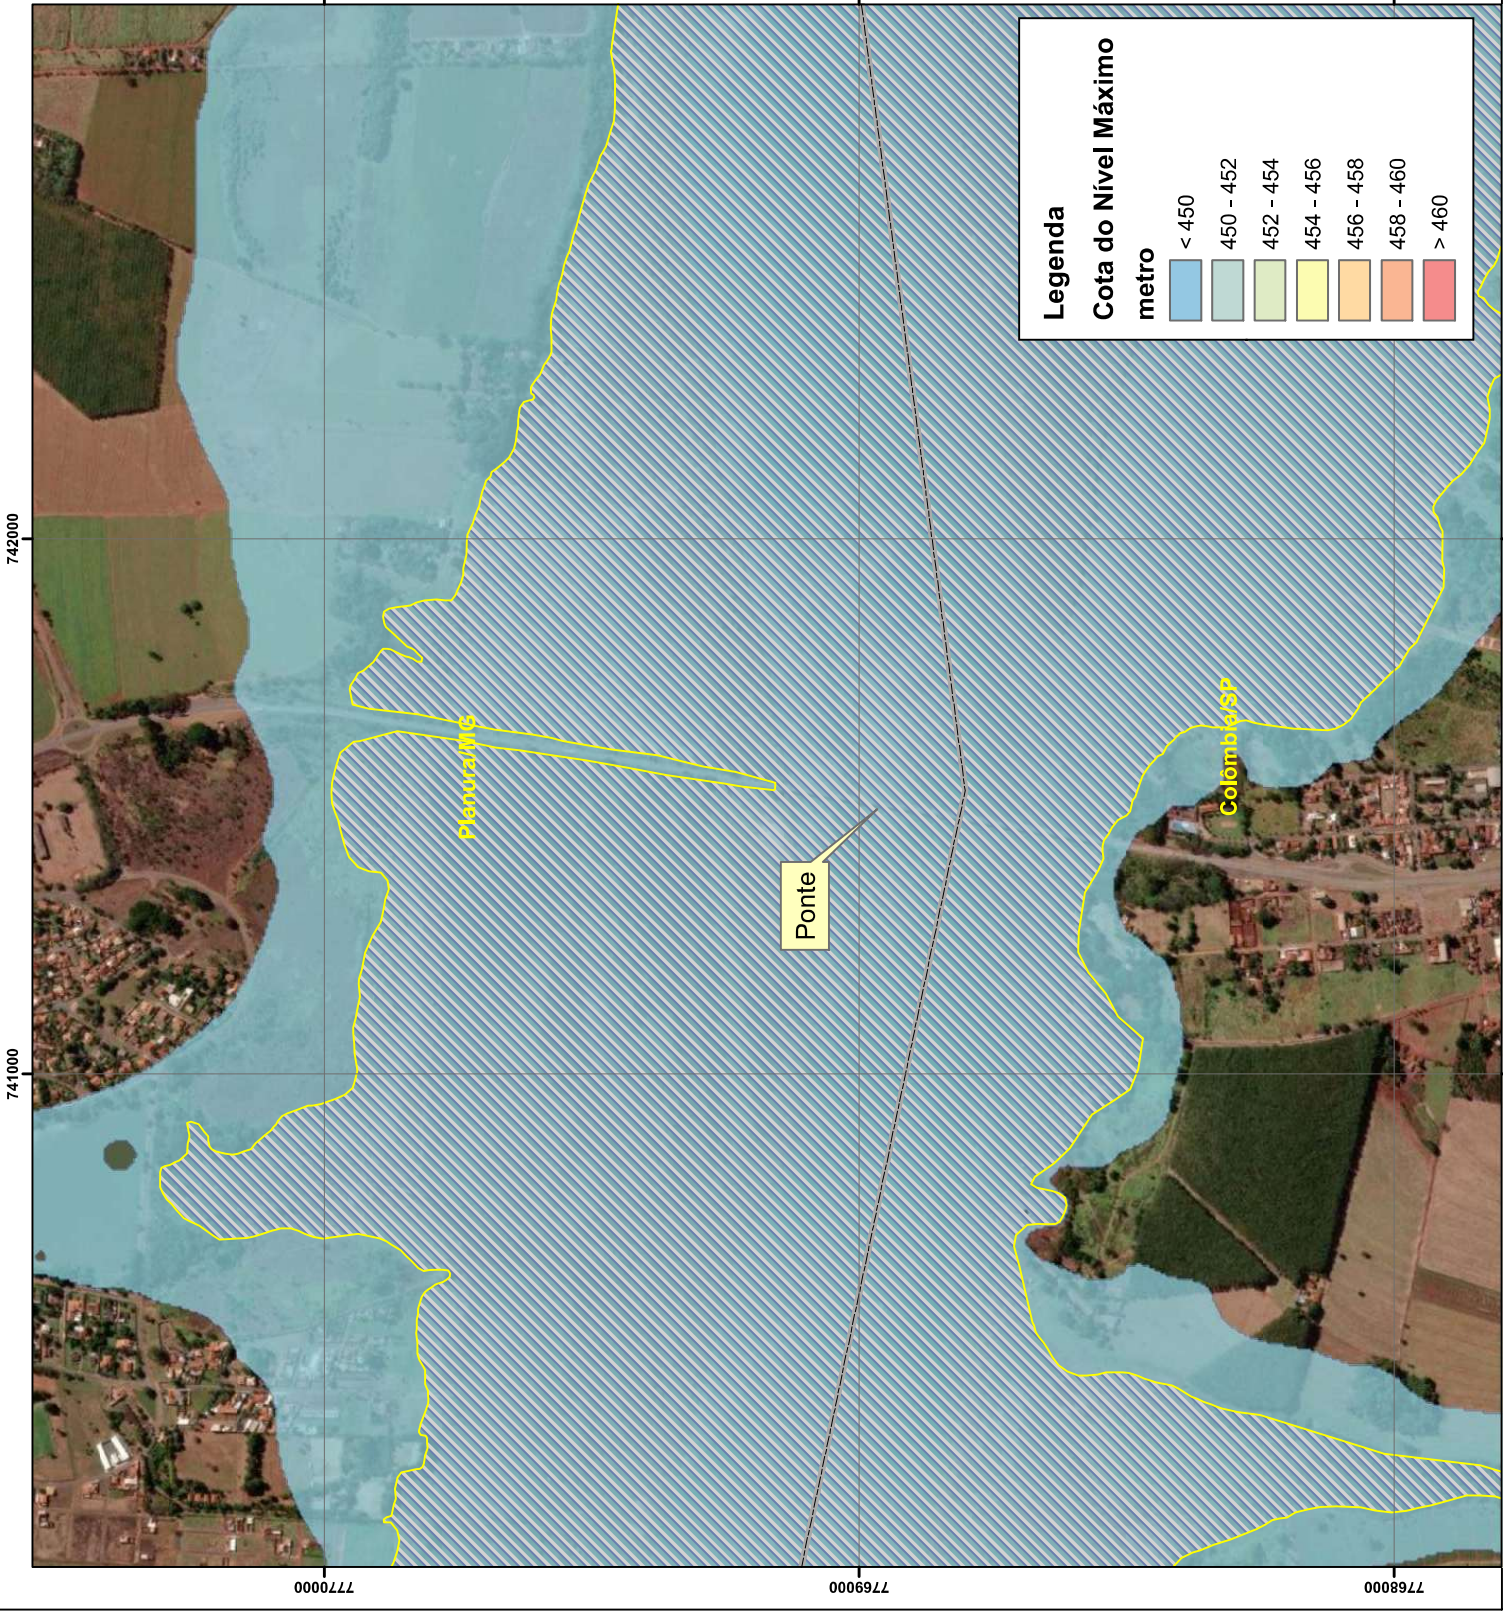 742000
741000
Planura/MG
Ponte
Colômbia/SP
Legenda
Cota do Nível Máximo
metro
< 450
450 - 452
452 - 454
454 - 456
456 - 458
458 - 460
> 460
7770000
7769000
7768000